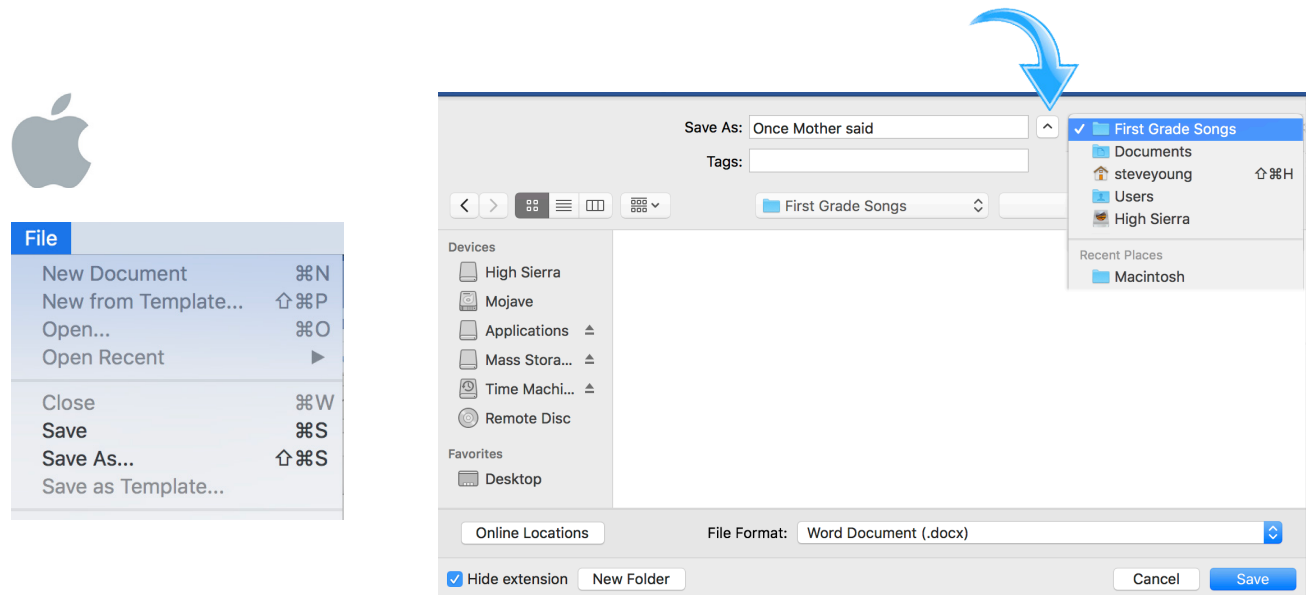 File
New Document ⌘N
New from Template... ⇧⌘P
Open... ⌘O
Open Recent ▶
Close ⌘W
Save ⌘S
Save As... ⇧⌘S
Save as Template...
Save As: Once Mother said
Tags:
First Grade Songs
Devices
High Sierra
Mojave
Applications
Mass Stora...
Time Machi...
Remote Disc
Favorites
Desktop
✓ First Grade Songs
Documents
steveyoung ⇧⌘H
Users
High Sierra
Recent Places
Macintosh
Online Locations
File Format: Word Document (.docx)
Hide extension
New Folder
Cancel
Save